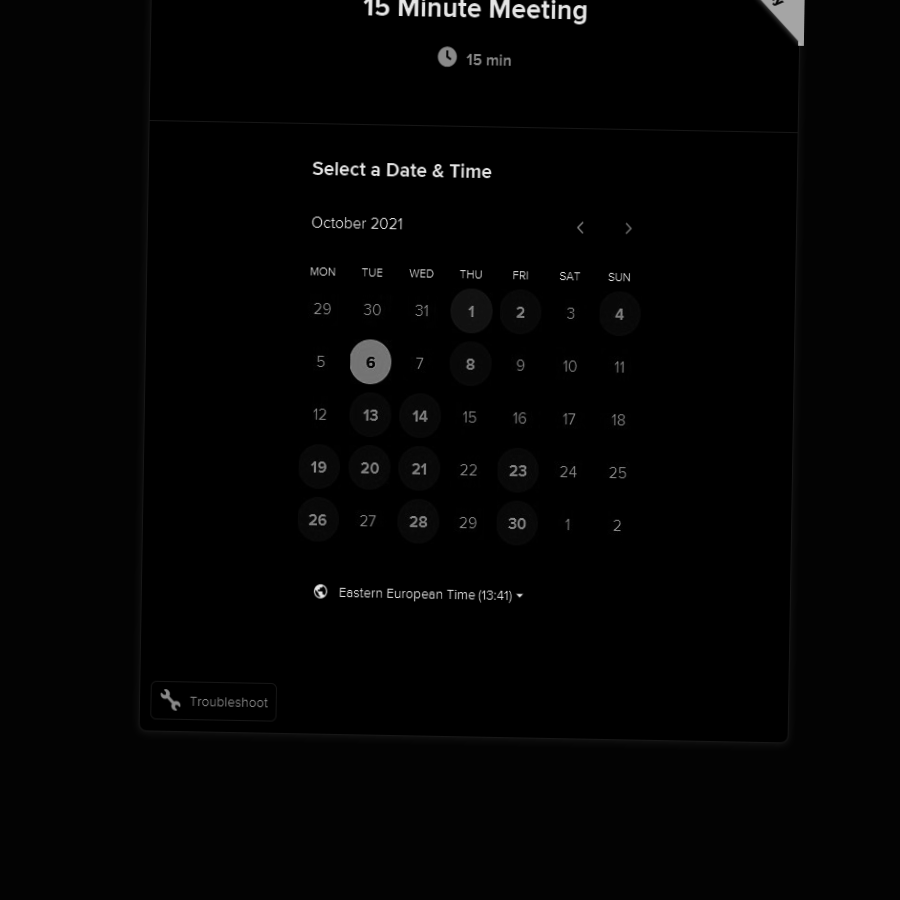 15 Minute Meeting
15 min
Select a Date & Time
October 2021
MON TUE WED THU FRI SAT SUN
29 30 31 1 2 3 4
5 6 7 8 9 10 11
12 13 14 15 16 17 18
19 20 21 22 23 24 25
26 27 28 29 30 1 2
Eastern European Time (13:41)
Troubleshoot